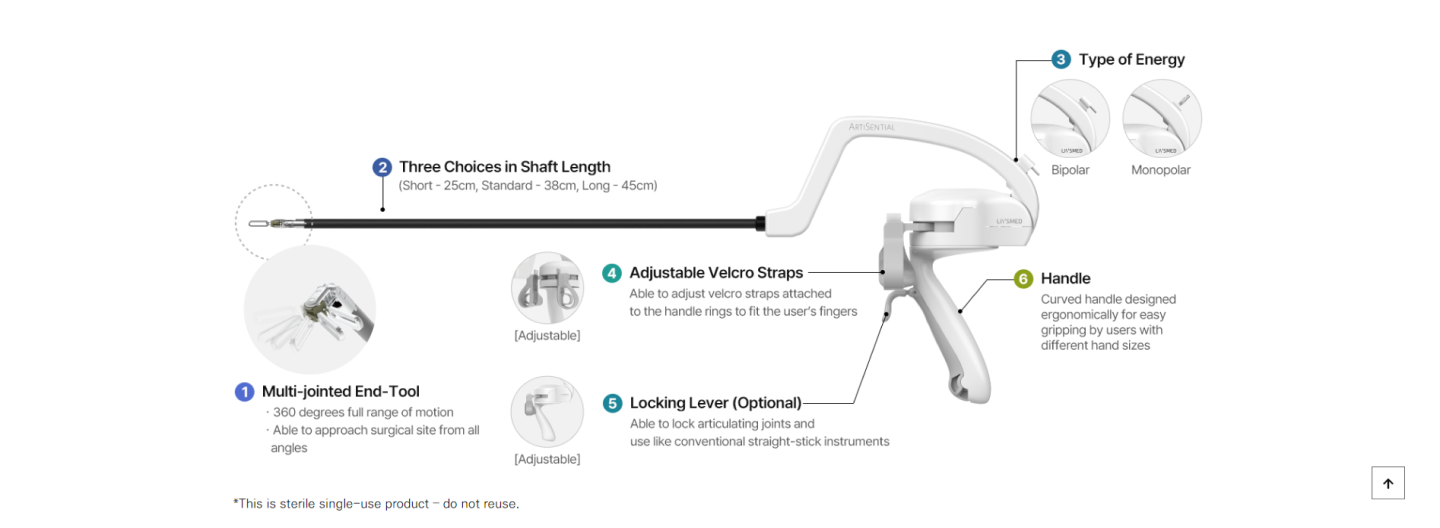 3 Type of Energy
ARTISENTIAL
LIVSMED
LIVSMED
Bipolar
Monopolar
2 Three Choices in Shaft Length
(Short - 25cm, Standard - 38cm, Long - 45cm)
LIVSMED
4 Adjustable Velcro Straps
Able to adjust velcro straps attached
to the handle rings to fit the user's fingers
[Adjustable]
6 Handle
Curved handle designed
ergonomically for easy
gripping by users with
different hand sizes
1 Multi-jointed End-Tool
· 360 degrees full range of motion
· Able to approach surgical site from all
angles
5 Locking Lever (Optional)
Able to lock articulating joints and
use like conventional straight-stick instruments
[Adjustable]
*This is sterile single-use product - do not reuse.